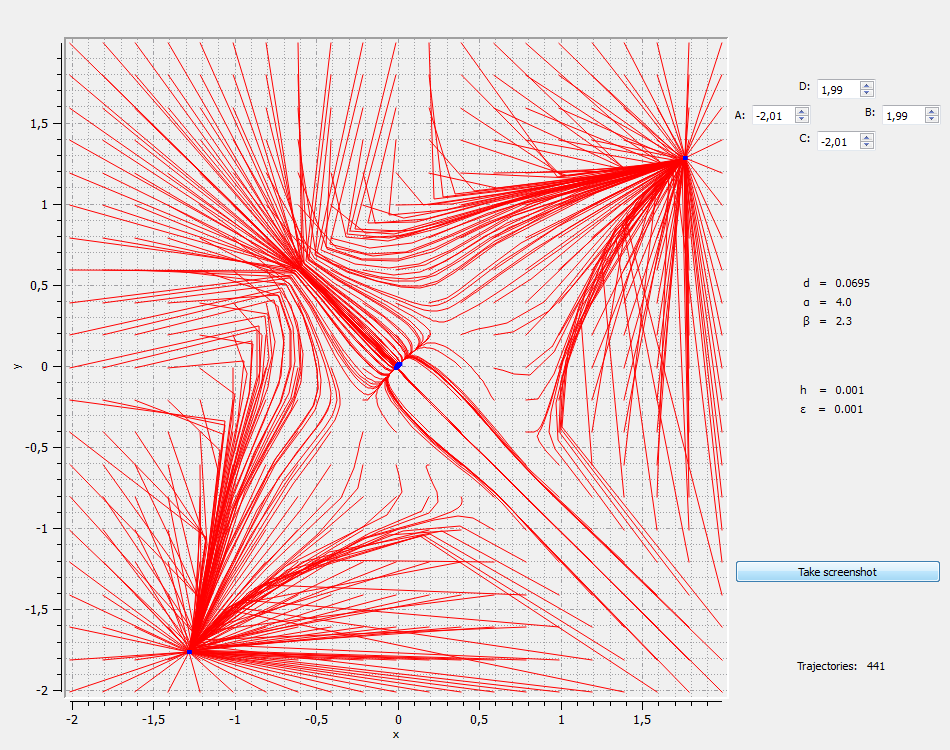 D: 1,99
A: -2,01 B: 1,99
C: -2,01
d = 0.0695
α = 4.0
β = 2.3
h = 0.001
ε = 0.001
Take screenshot
Trajectories: 441
y
1,5
1
0,5
0
-0,5
-1
-1,5
-2
-2 -1,5 -1 -0,5 0 0,5 1 1,5
x